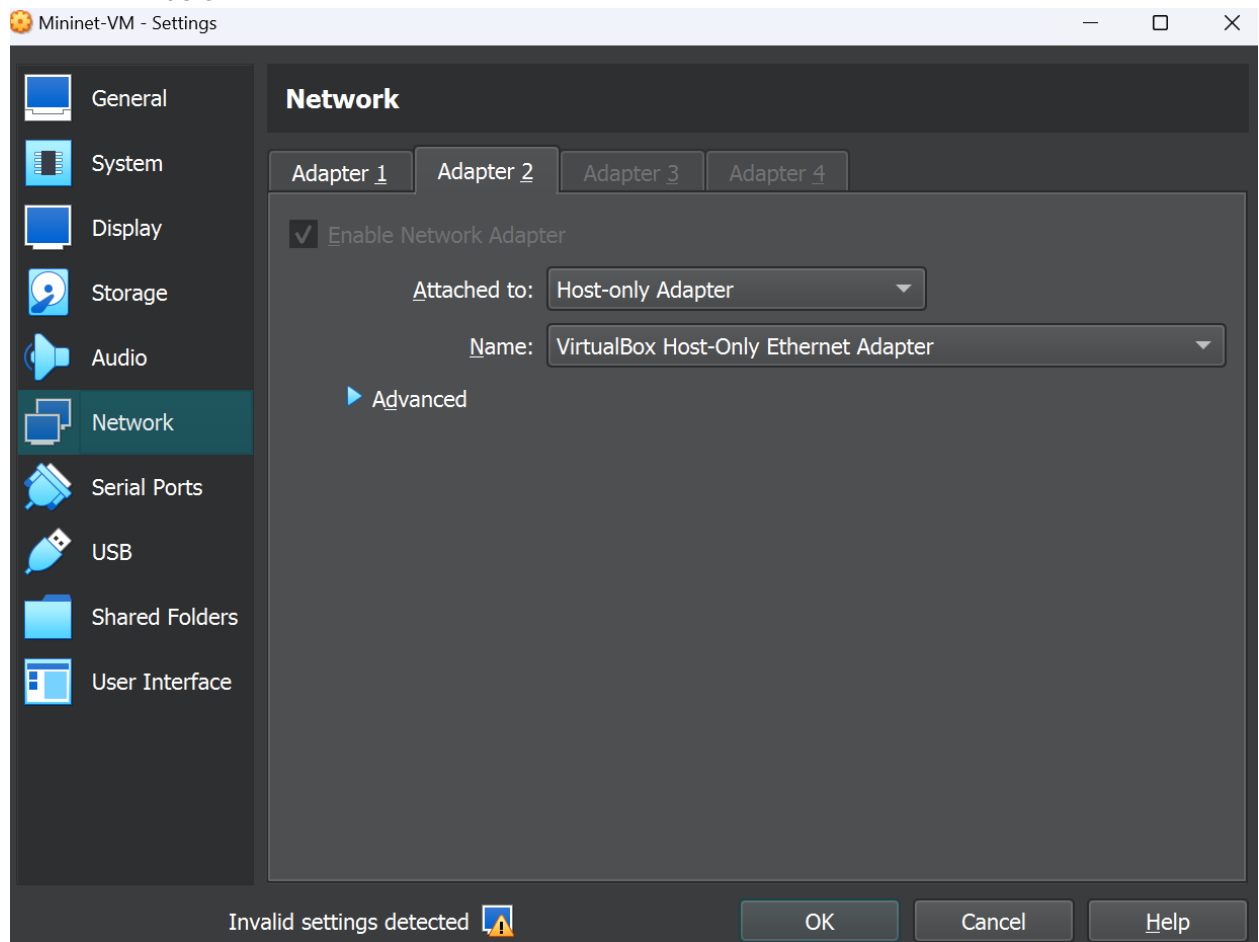 Mininet-VM - Settings
General
System
Display
Storage
Audio
Network
Serial Ports
USB
Shared Folders
User Interface
Network
Adapter 1 Adapter 2 Adapter 3 Adapter 4
Enable Network Adapter
Attached to: Host-only Adapter
Name: VirtualBox Host-Only Ethernet Adapter
Advanced
Invalid settings detected OK Cancel Help